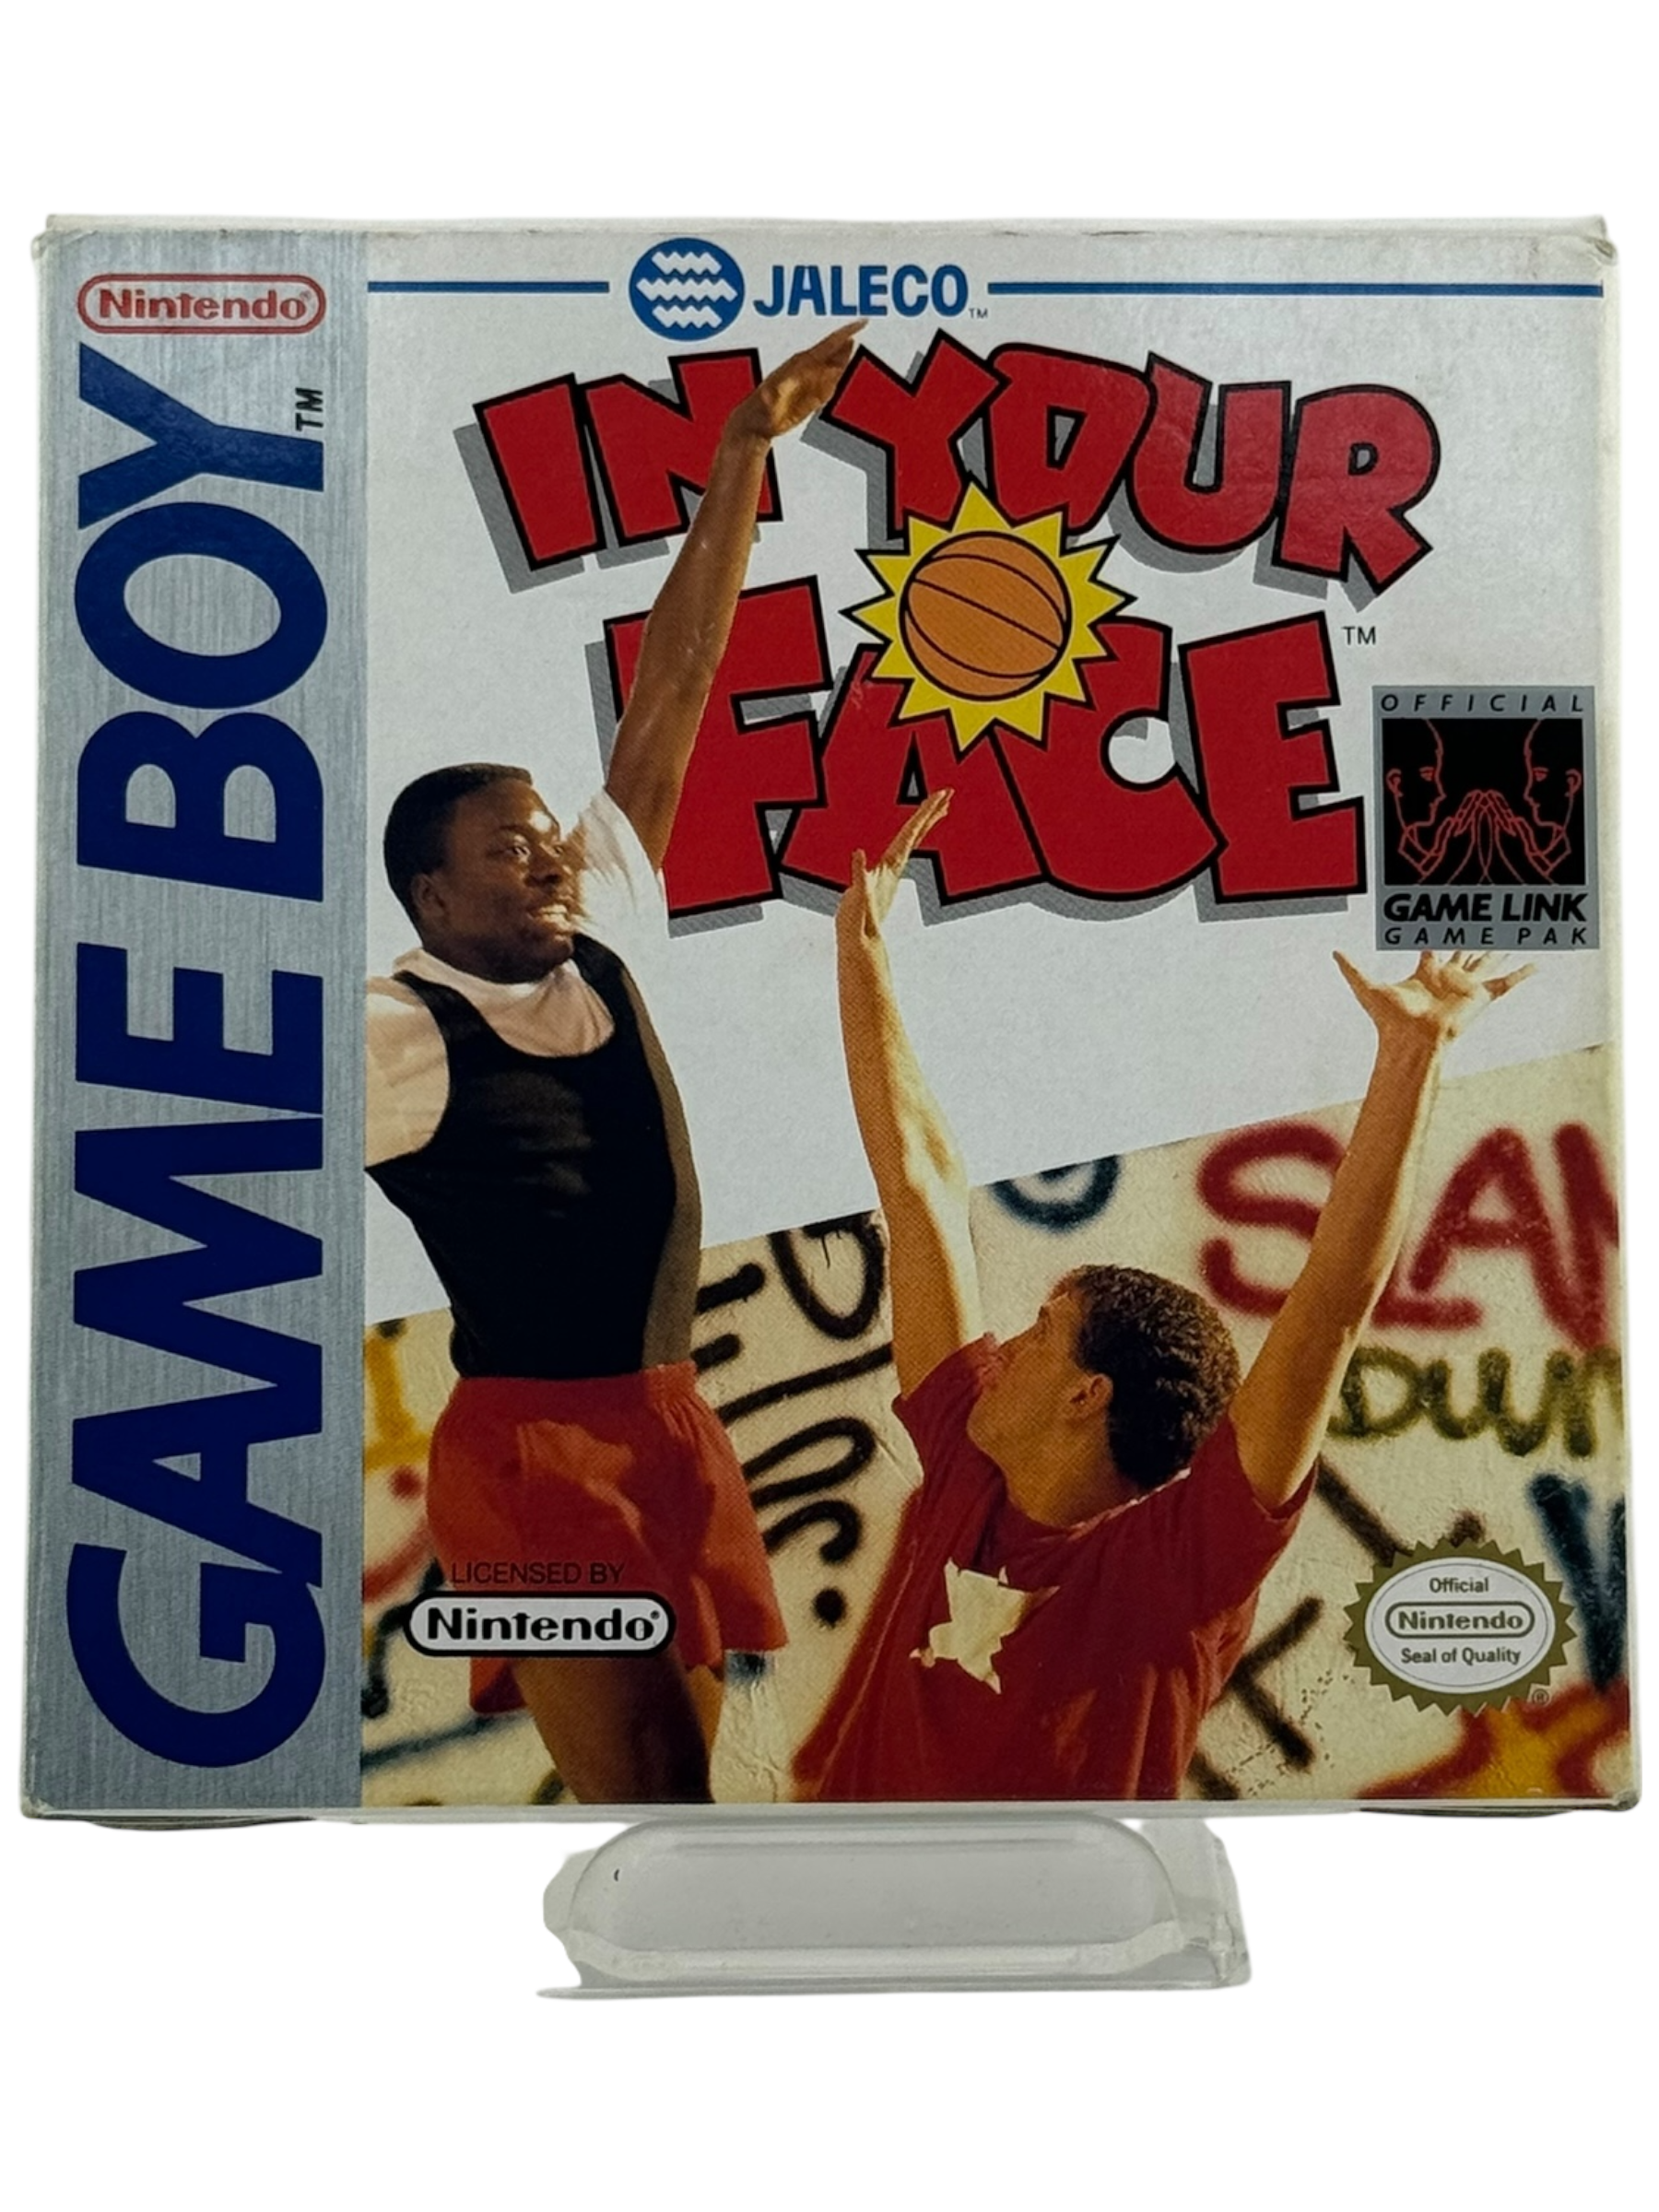 Nintendo®
GAME BOY™
JALECO™
IN YOUR
FACE™
OFFICIAL
GAME LINK
GAME PAK
LICENSED BY
Nintendo®
Official
Nintendo
Seal of Quality
®